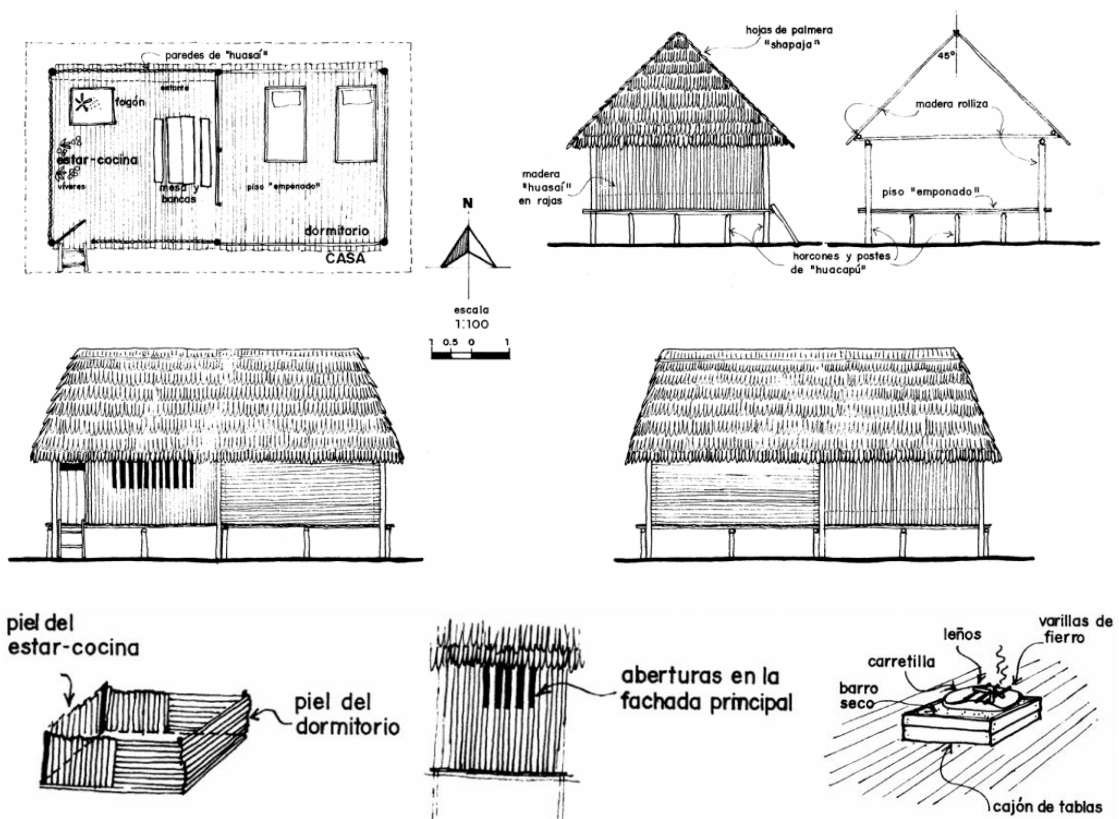 paredes de "huasaí"
entorre
fogón
estar-cocina
víveres
mesa y
bancas
piso "emponado"
dormitorio
CASA
N
escala
1:100
1 0.5 0 1
hojas de palmera
"shapaja"
madera
"huasaí"
en rajas
45°
madera rolliza
piso "emponado"
horcones y postes
de "huacapú"
piel del
estar-cocina
piel del
dormitorio
aberturas en la
fachada principal
leños
varillas de
fierro
carretilla
barro
seco
cajón de tablas